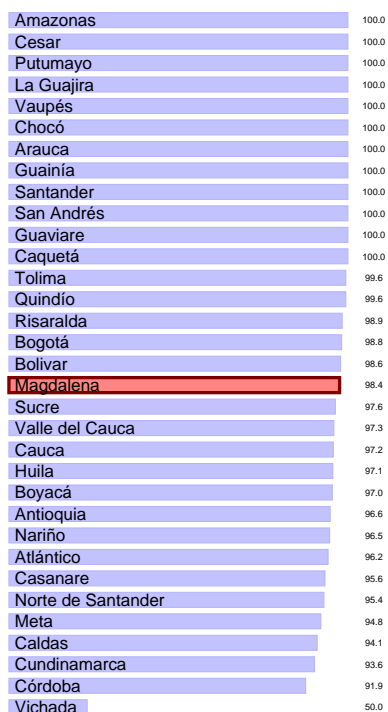 Amazonas 100.0
Cesar 100.0
Putumayo 100.0
La Guajira 100.0
Vaupés 100.0
Chocó 100.0
Arauca 100.0
Guainía 100.0
Santander 100.0
San Andrés 100.0
Guaviare 100.0
Caquetá 100.0
Tolima 99.6
Quindío 99.6
Risaralda 98.9
Bogotá 98.8
Bolivar 98.6
Magdalena 98.4
Sucre 97.6
Valle del Cauca 97.3
Cauca 97.2
Huila 97.1
Boyacá 97.0
Antioquia 96.6
Nariño 96.5
Atlántico 96.2
Casanare 95.6
Norte de Santander 95.4
Meta 94.8
Caldas 94.1
Cundinamarca 93.6
Córdoba 91.9
Vichada 50.0